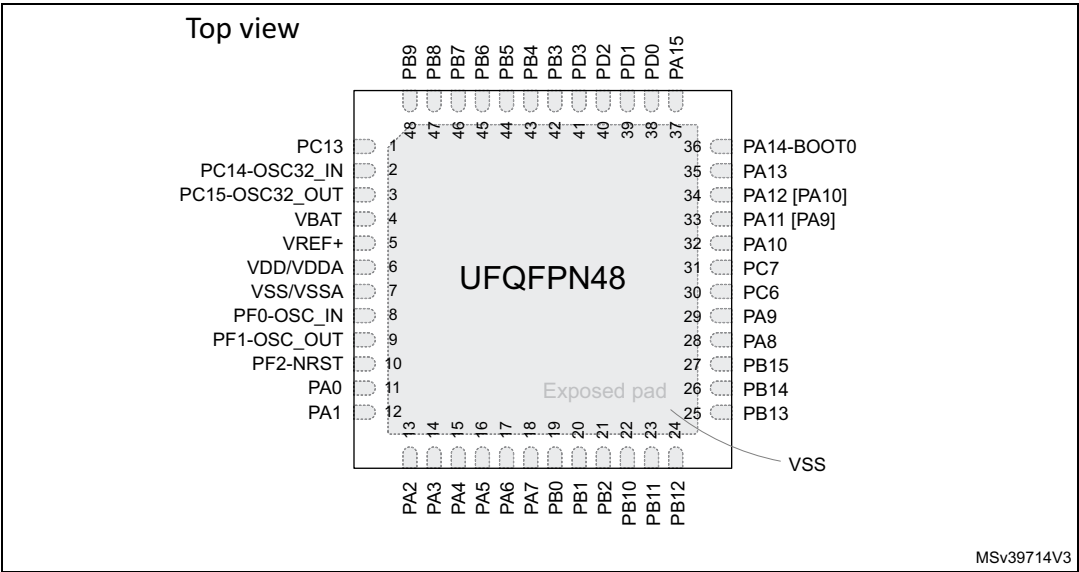 Top view
PB9
PB8
PB7
PB6
PB5
PB4
PB3
PD3
PD2
PD1
PD0
PA15
48
47
46
45
44
43
42
41
40
39
38
37
PC13 1
PC14-OSC32_IN 2
PC15-OSC32_OUT 3
VBAT 4
VREF+ 5
VDD/VDDA 6
VSS/VSSA 7
PF0-OSC_IN 8
PF1-OSC_OUT 9
PF2-NRST 10
PA0 11
PA1 12
UFQFPN48
Exposed pad
36 PA14-BOOT0
35 PA13
34 PA12 [PA10]
33 PA11 [PA9]
32 PA10
31 PC7
30 PC6
29 PA9
28 PA8
27 PB15
26 PB14
25 PB13
VSS
13
14
15
16
17
18
19
20
21
22
23
24
PA2
PA3
PA4
PA5
PA6
PA7
PB0
PB1
PB2
PB10
PB11
PB12
MSv39714V3